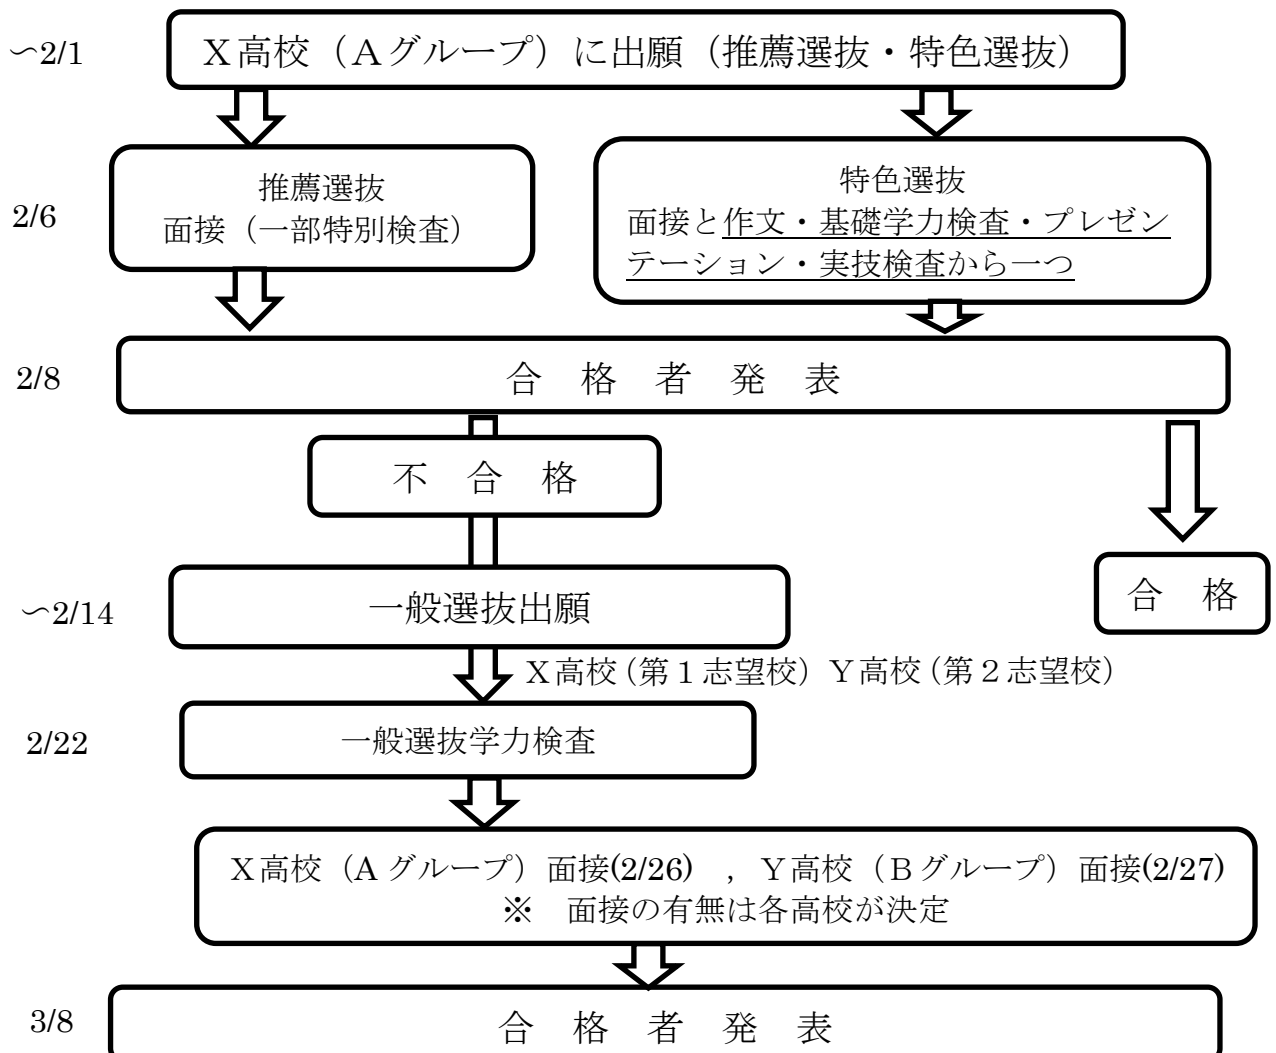 ～2/1
X高校（Aグループ）に出願（推薦選抜・特色選抜）
2/6
推薦選抜
面接（一部特別検査）
特色選抜
面接と作文・基礎学力検査・プレゼン
テーション・実技検査から一つ
2/8
合　格　者　発　表
不　合　格
合　格
～2/14
一般選抜出願
X高校（第１志望校）Y高校（第２志望校）
2/22
一般選抜学力検査
X高校（Aグループ）面接(2/26)　，Y高校（Bグループ）面接(2/27)
※　面接の有無は各高校が決定
3/8
合　格　者　発　表